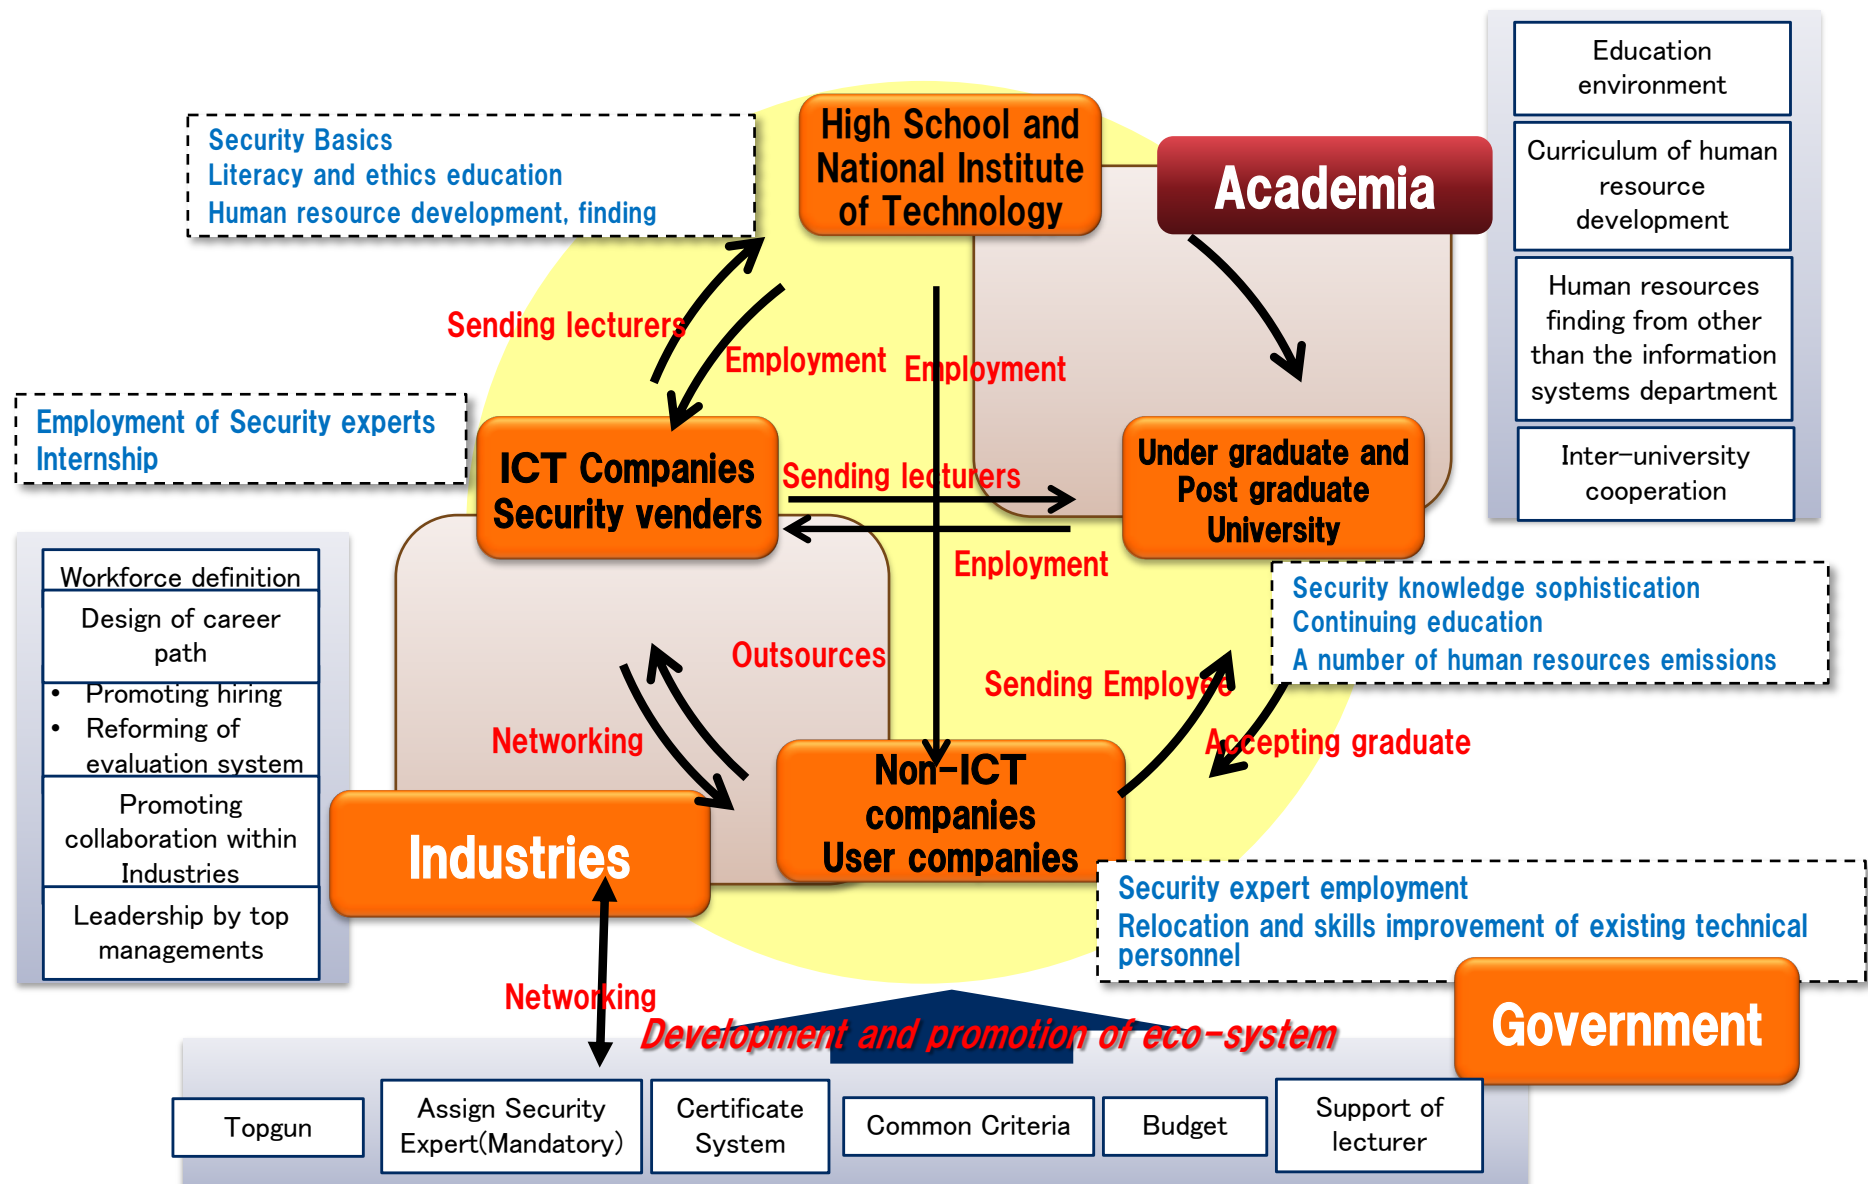 Education
environment
High School and
National Institute
of Technology
Security Basics
Literacy and ethics education
Human resource development, finding
Academia
Curriculum of human
resource
development
Human resources
finding from other
than the information
systems department
Inter-university
cooperation
Sending lecturers
Employment
Employment
Employment of Security experts
Internship
ICT Companies
Security venders
Sending lecturers
Under graduate and
Post graduate
University
Enployment
Workforce definition
Design of career
path
• Promoting hiring
• Reforming of
evaluation system
Promoting
collaboration within
Industries
Leadership by top
managements
Security knowledge sophistication
Continuing education
A number of human resources emissions
Outsources
Sending Employee
Networking
Accepting graduate
Non-ICT
companies
User companies
Industries
Security expert employment
Relocation and skills improvement of existing technical
personnel
Networking
Government
Development and promotion of eco-system
Topgun
Assign Security
Expert(Mandatory)
Certificate
System
Common Criteria
Budget
Support of
lecturer